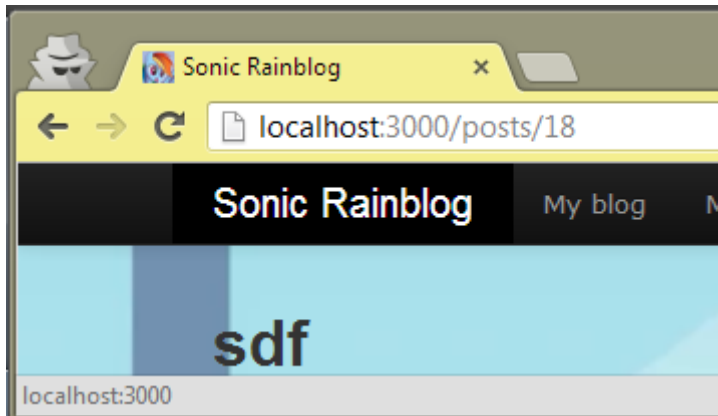 Sonic Rainblog
localhost:3000/posts/18
Sonic Rainblog My blog M
sdf
localhost:3000